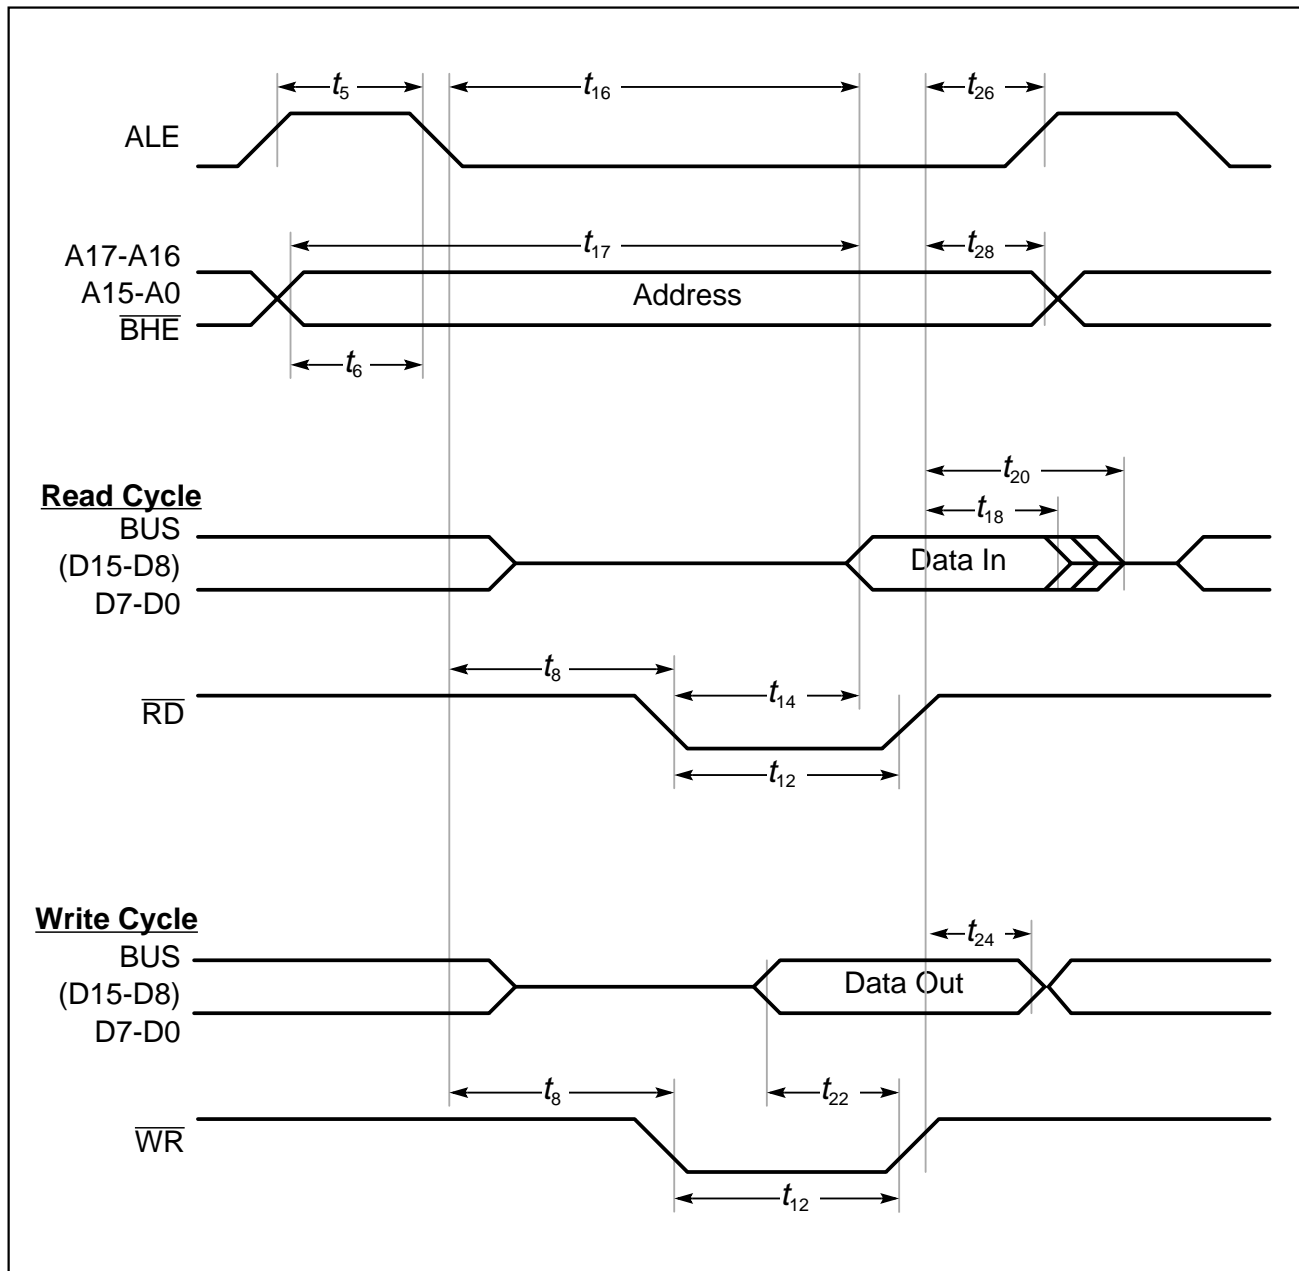 t5 t16 t26
ALE
t17 t28
A17-A16
A15-A0 Address
BHE
t6
t20
Read Cycle
t18
BUS
(D15-D8) Data In
D7-D0
t8
t14
RD
t12
Write Cycle
t24
BUS
(D15-D8) Data Out
D7-D0
t8 t22
WR
t12